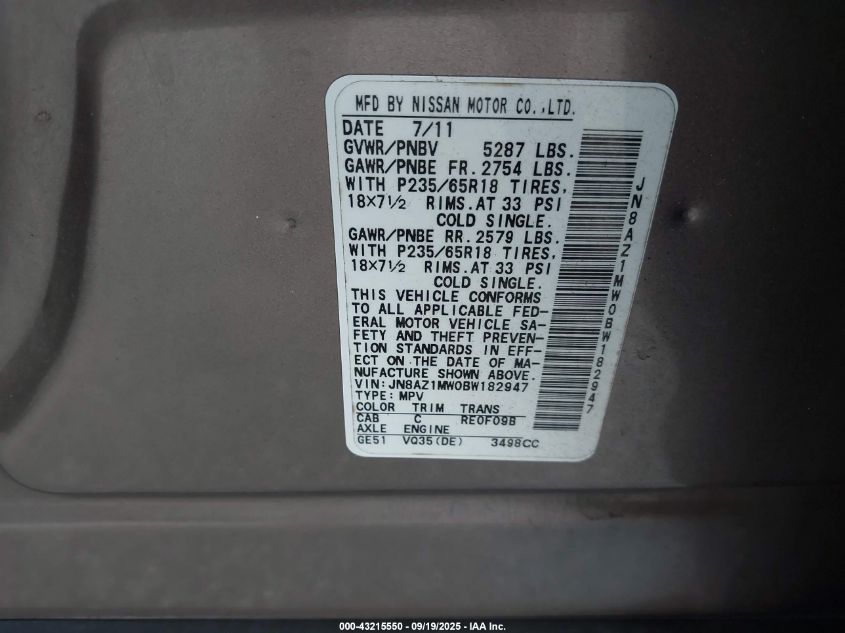 MFD BY NISSAN MOTOR CO.,LTD.
DATE 7/11
GVWR/PNBV 5287 LBS.
GAWR/PNBE FR. 2754 LBS.
WITH P235/65R18 TIRES,
18×7½ RIMS.AT 33 PSI
COLD SINGLE.
GAWR/PNBE RR. 2579 LBS.
WITH P235/65R18 TIRES,
18×7½ RIMS.AT 33 PSI
COLD SINGLE.
THIS VEHICLE CONFORMS
TO ALL APPLICABLE FED-
ERAL MOTOR VEHICLE SA-
FETY AND THEFT PREVEN-
TION STANDARDS IN EFF-
ECT ON THE DATE OF MA-
NUFACTURE SHOWN ABOVE.
VIN: JN8AZ1MW0BW182947
TYPE: MPV
COLOR TRIM TRANS
CAB C RE0F09B
AXLE ENGINE
GE51 VQ35(DE) 3498CC
JN8AZ1MW0BW182947
000-43215550 - 09/19/2025 - IAA Inc.